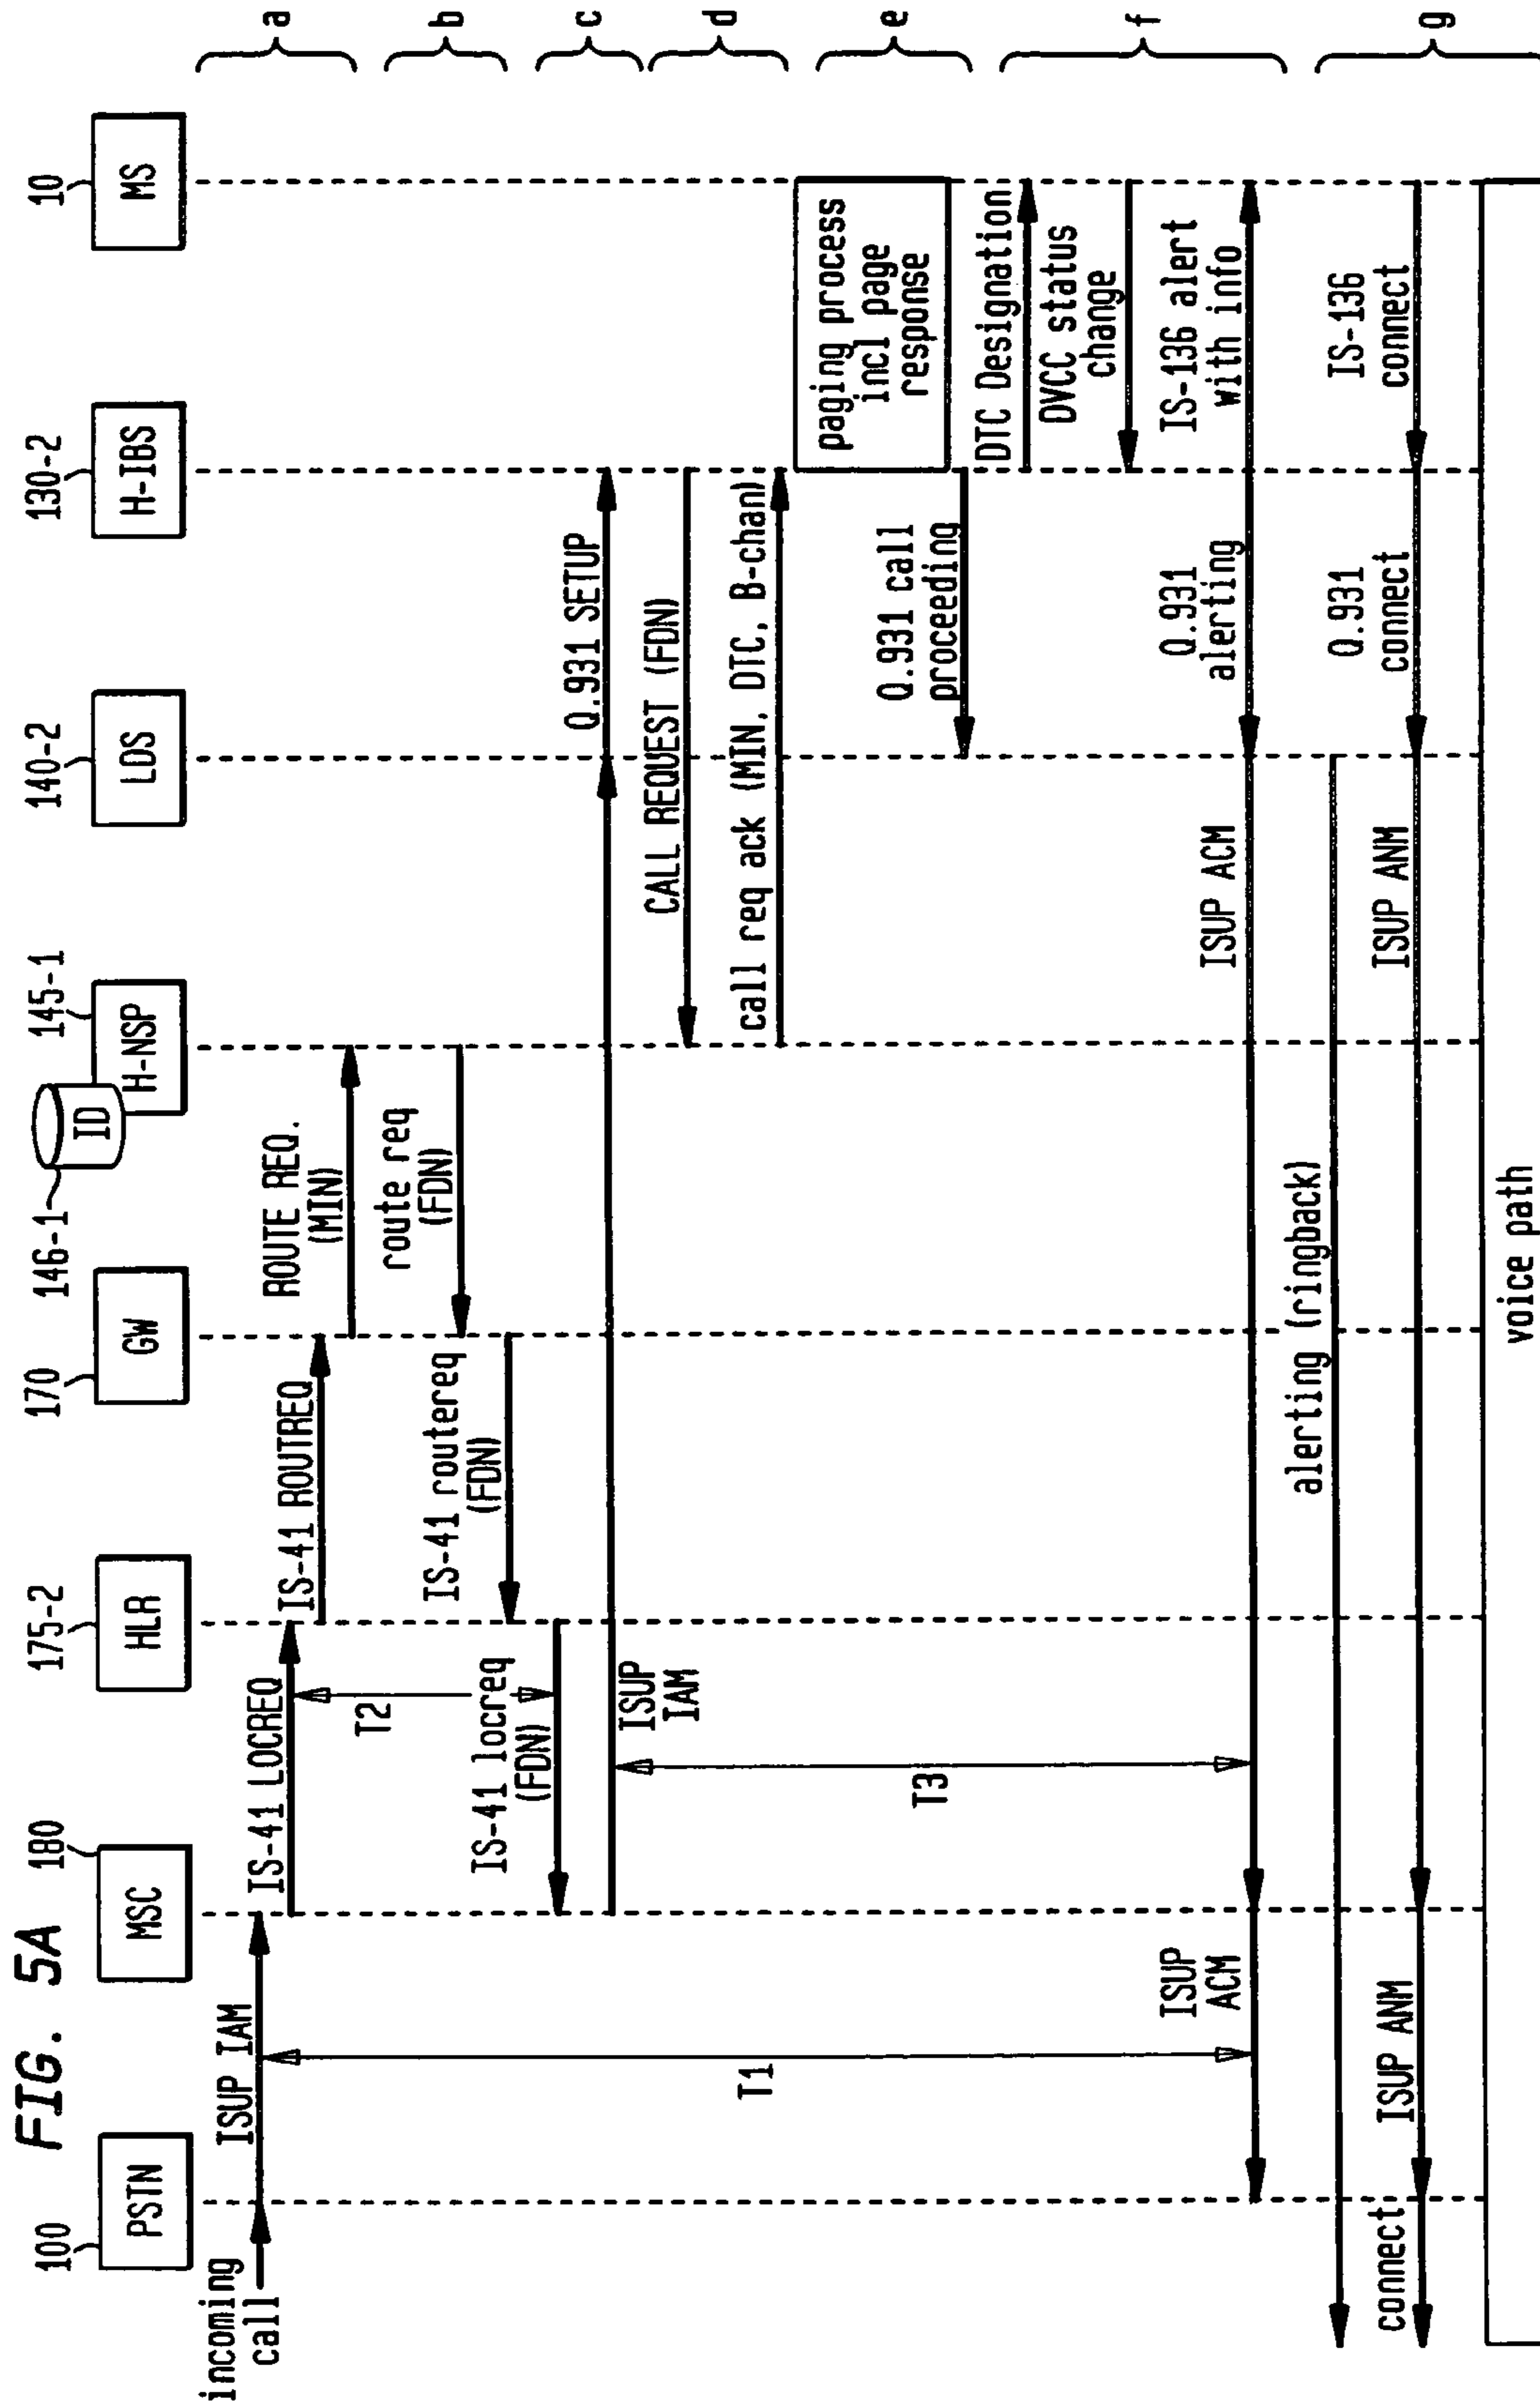 FIG. 5A
100
180
175-2
170
146-1
145-1
140-2
130-2
10
PSTN
MSC
HLR
GW
ID
H-NSP
LDS
H-IBS
MS
incoming
call
ISUP IAM
IS-41 LOCREQ
IS-41 ROUTREQ
ROUTE REQ.
(MIN)
a
T2
route req
(FDN)
IS-41 routereq
(FDN)
IS-41 locreq
(FDN)
b
ISUP
IAM
Q.931 SETUP
c
CALL REQUEST (FDN)
call req ack (MIN, DTC, B-chan)
d
T1
T3
paging process
incl page
response
Q.931 call
proceeding
e
DTC Designation
DVCC status
change
IS-136 alert
with info
Q.931
alerting
ISUP ACM
ISUP
ACM
f
alerting (ringback)
IS-136
connect
Q.931
connect
ISUP ANM
ISUP ANM
connect
g
voice path